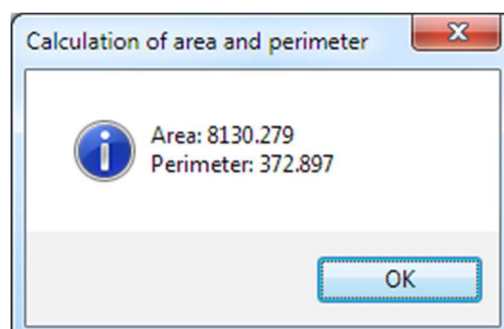 Calculation of area and perimeter
Area: 8130.279
Perimeter: 372.897
OK